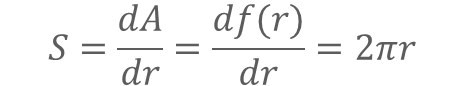 S = dA/dr = df(r)/dr = 2πr